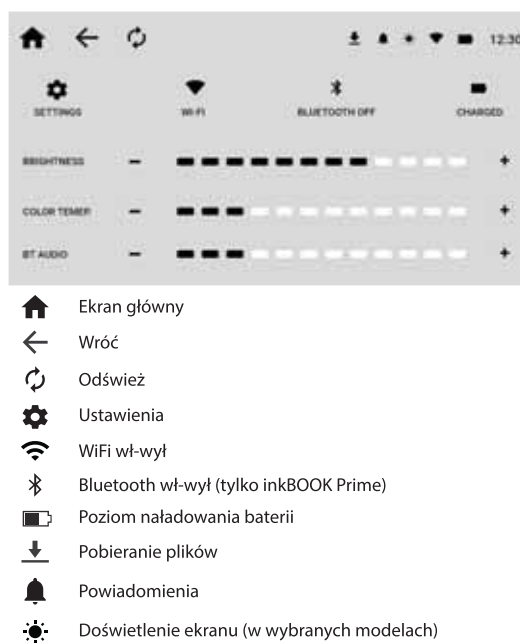 12:30
SETTINGS WI-FI BLUETOOTH OFF CHARGED
BRIGHTNESS - +
COLOR TEMER - +
BT AUDIO - +
Ekran główny
Wróć
Odśwież
Ustawienia
WiFi wł-wył
Bluetooth wł-wył (tylko inkBOOK Prime)
Poziom naładowania baterii
Pobieranie plików
Powiadomienia
Doświetlenie ekranu (w wybranych modelach)